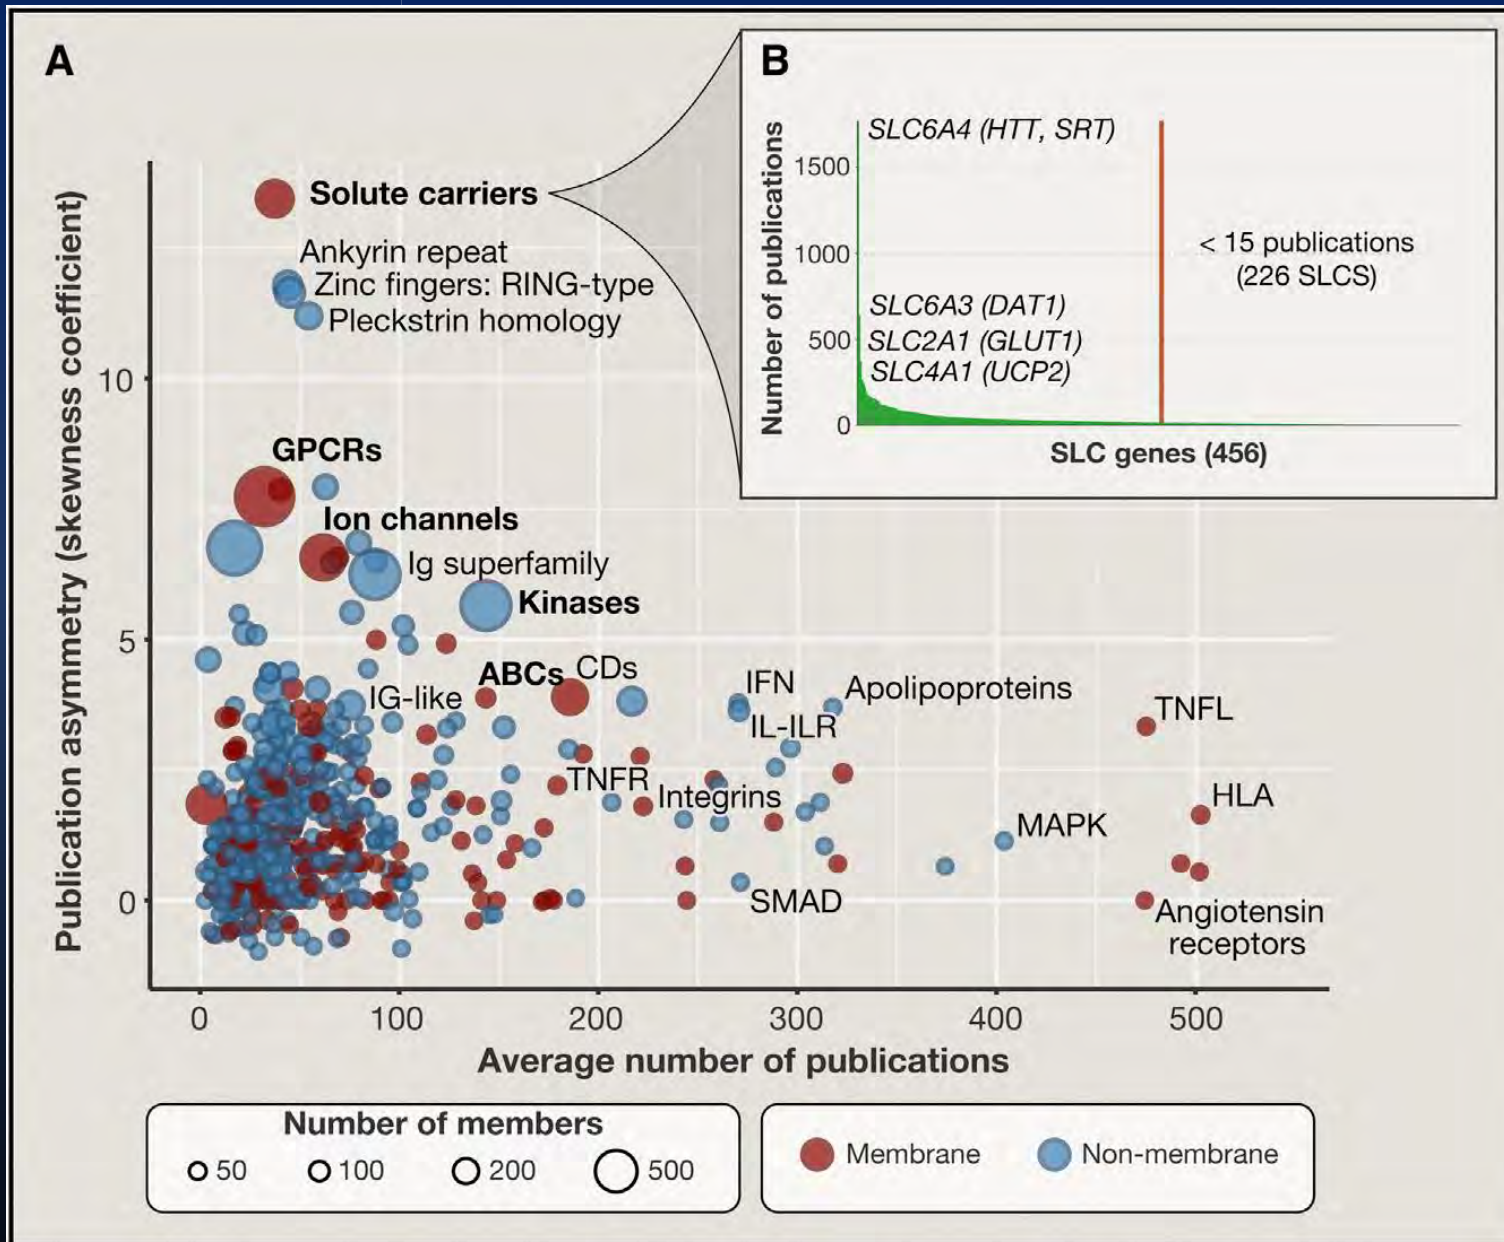 A
Publication asymmetry (skewness coefficient)
10
5
0
Solute carriers
Ankyrin repeat
Zinc fingers: RING-type
Pleckstrin homology
GPCRs
Ion channels
Ig superfamily
Kinases
ABCs
CDs
IG-like
IFN
IL-ILR
Apolipoproteins
TNFL
TNFR
Integrins
HLA
MAPK
SMAD
Angiotensin
receptors
0
100
200
300
400
500
Average number of publications
B
Number of publications
1500
1000
500
0
SLC6A4 (HTT, SRT)
SLC6A3 (DAT1)
SLC2A1 (GLUT1)
SLC4A1 (UCP2)
< 15 publications
(226 SLCS)
SLC genes (456)
Number of members
50
100
200
500
Membrane
Non-membrane